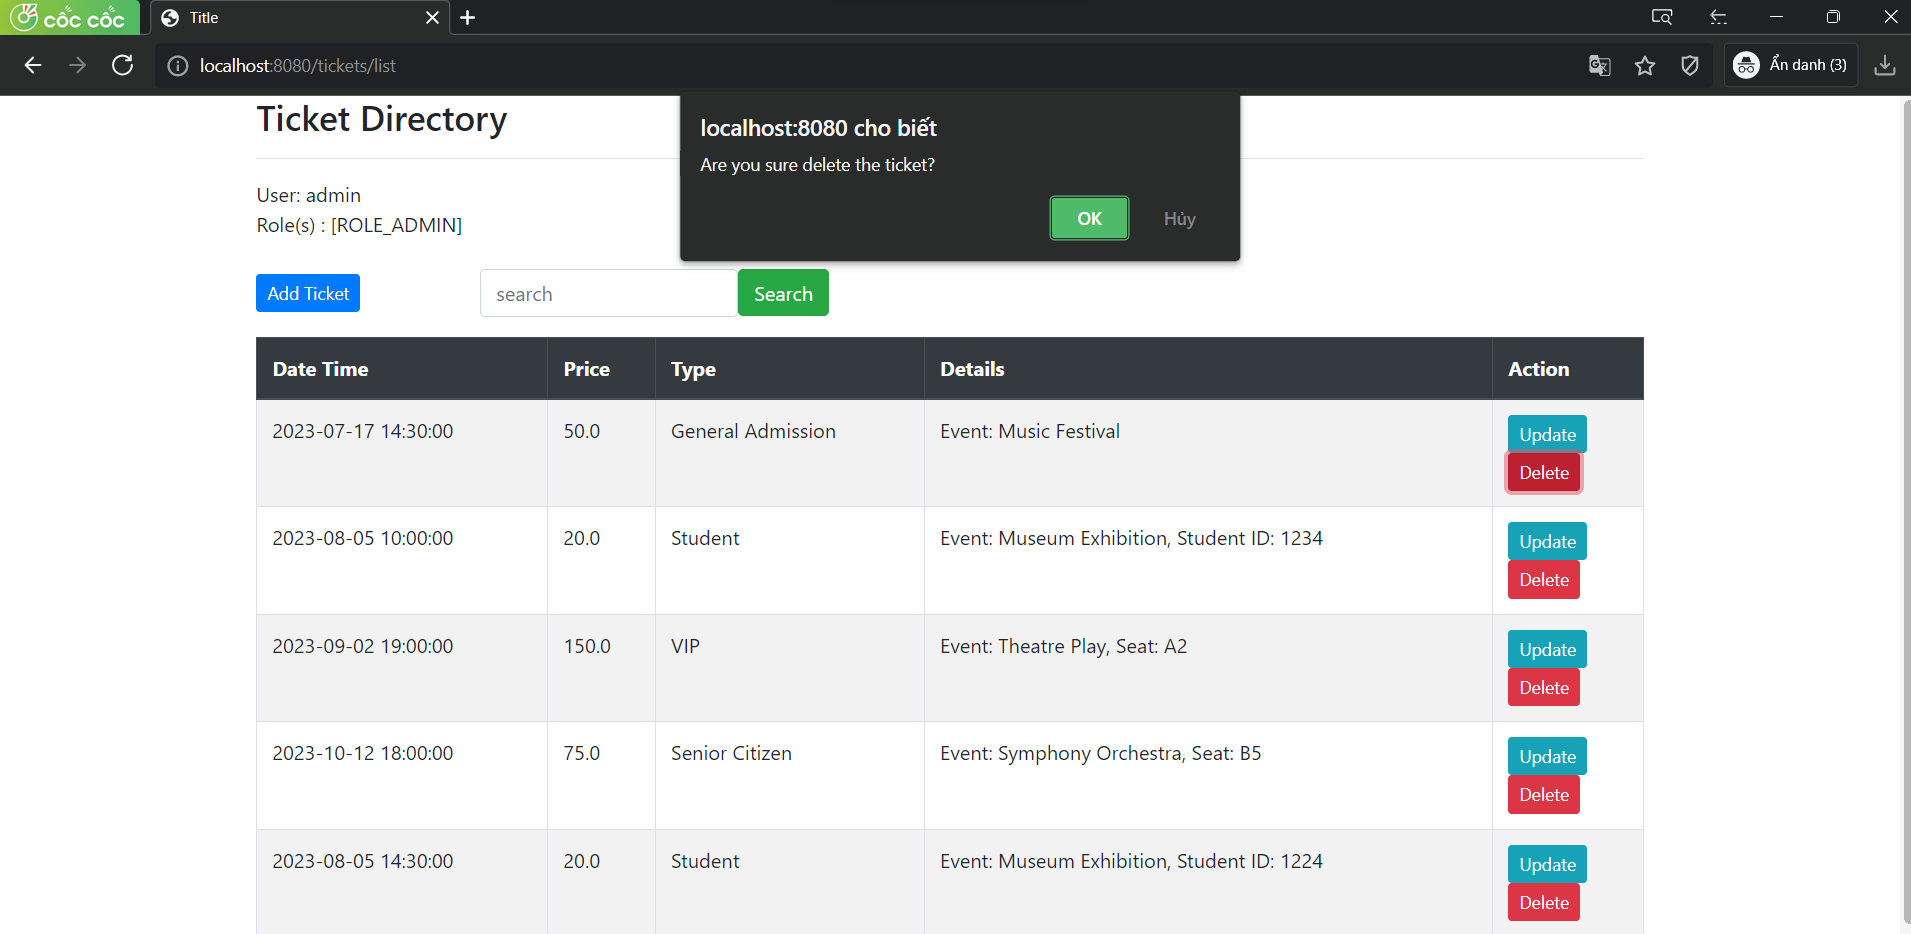 cốc cốc
Title
localhost:8080/tickets/list
Ẩn danh (3)
Ticket Directory
localhost:8080 cho biết
Are you sure delete the ticket?
OK
Hủy
User: admin
Role(s) : [ROLE_ADMIN]
Add Ticket
search
Search
Date Time Price Type Details Action
2023-07-17 14:30:00 50.0 General Admission Event: Music Festival Update
Delete
2023-08-05 10:00:00 20.0 Student Event: Museum Exhibition, Student ID: 1234 Update
Delete
2023-09-02 19:00:00 150.0 VIP Event: Theatre Play, Seat: A2 Update
Delete
2023-10-12 18:00:00 75.0 Senior Citizen Event: Symphony Orchestra, Seat: B5 Update
Delete
2023-08-05 14:30:00 20.0 Student Event: Museum Exhibition, Student ID: 1224 Update
Delete